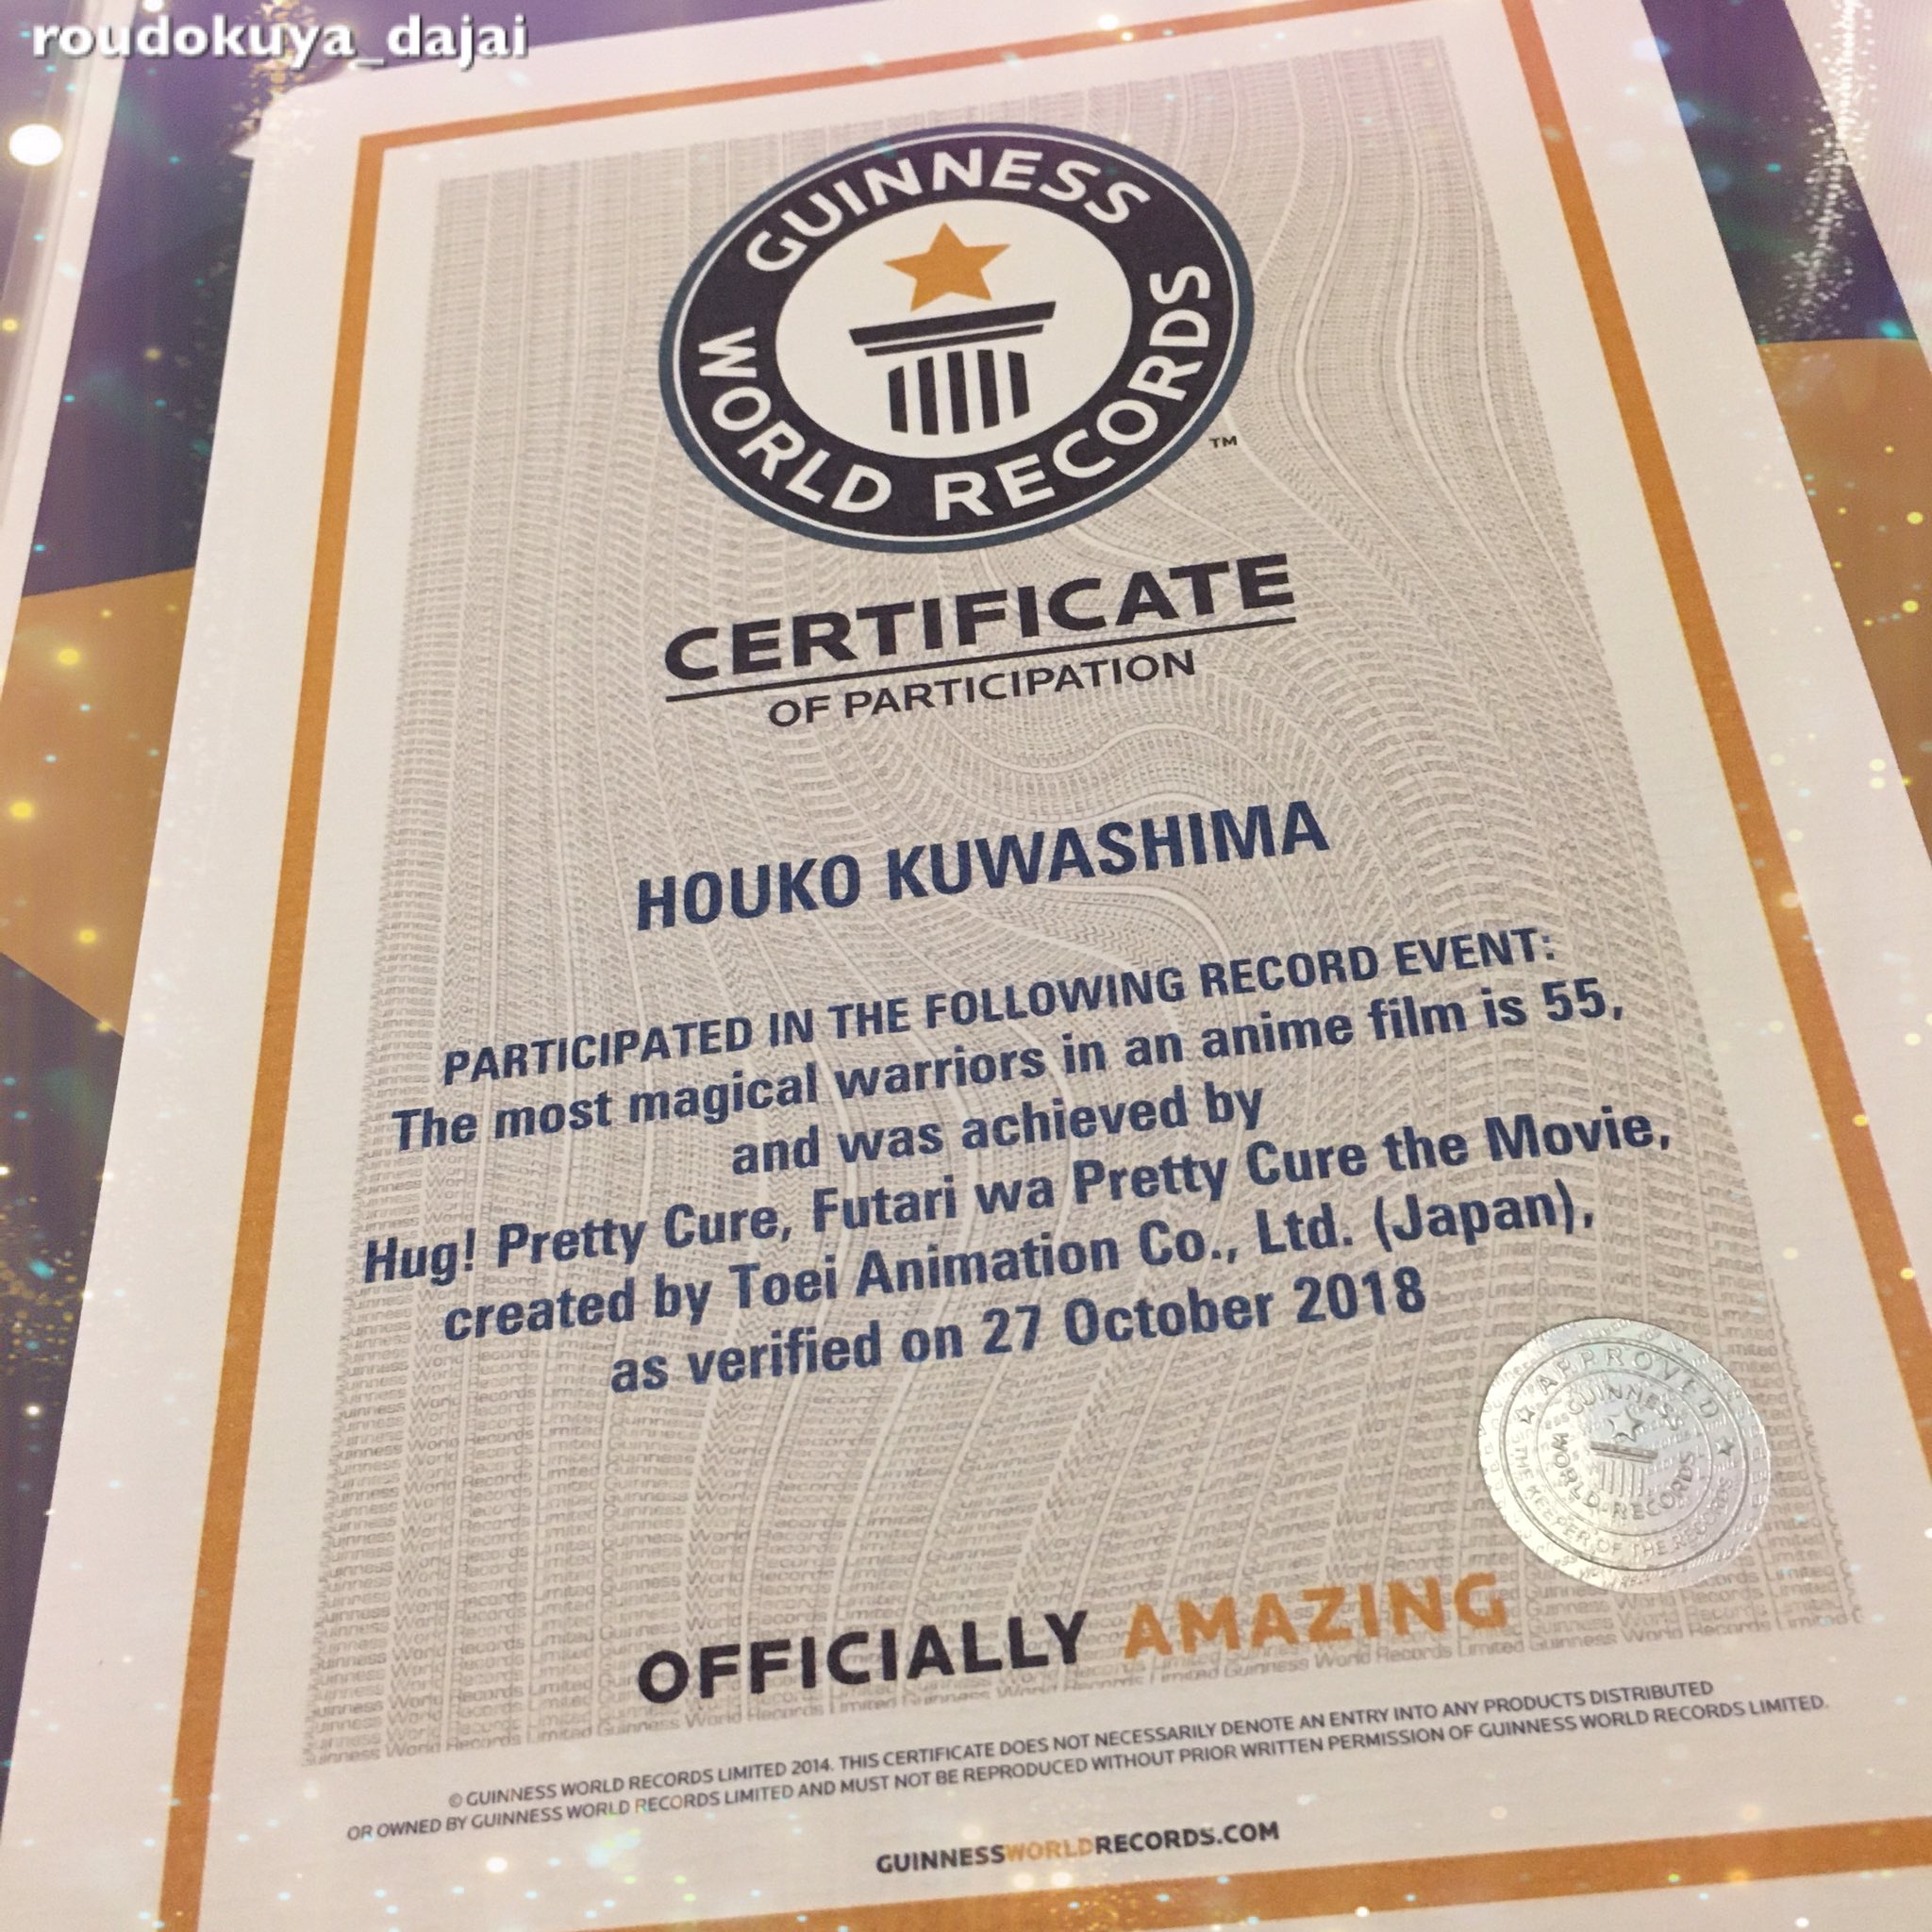 roudokuya_dajai
GUINNESS
WORLD RECORDS
™
CERTIFICATE
OF PARTICIPATION
HOUKO KUWASHIMA
PARTICIPATED IN THE FOLLOWING RECORD EVENT:
The most magical warriors in an anime film is 55,
and was achieved by
Hug! Pretty Cure, Futari wa Pretty Cure the Movie,
created by Toei Animation Co., Ltd. (Japan),
as verified on 27 October 2018
APPROVED
GUINNESS
WORLD RECORDS
THE KEEPER OF THE RECORDS
OFFICIALLY AMAZING
© GUINNESS WORLD RECORDS LIMITED 2014. THIS CERTIFICATE DOES NOT NECESSARILY DENOTE AN ENTRY INTO ANY PRODUCTS DISTRIBUTED
OR OWNED BY GUINNESS WORLD RECORDS LIMITED AND MUST NOT BE REPRODUCED WITHOUT PRIOR WRITTEN PERMISSION OF GUINNESS WORLD RECORDS LIMITED.
GUINNESSWORLDRECORDS.COM